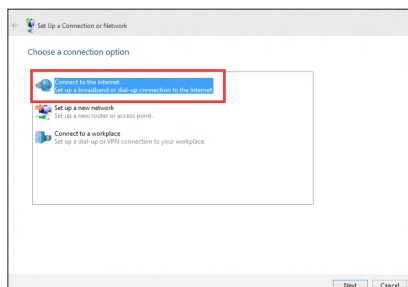 Set Up a Connection or Network
Choose a connection option
Connect to the Internet
Set up a broadband or dial-up connection to the Internet.
Set up a new network
Set up a new router or access point.
Connect to a workplace
Set up a dial-up or VPN connection to your workplace.
Next Cancel